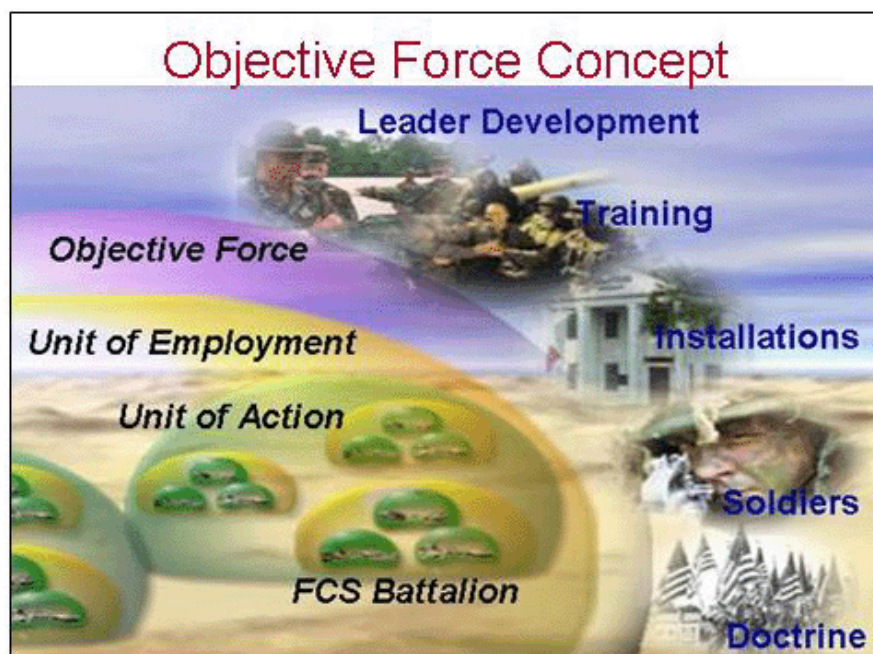 Objective Force Concept
Leader Development
Training
Objective Force
Installations
Unit of Employment
Unit of Action
Soldiers
FCS Battalion
Doctrine